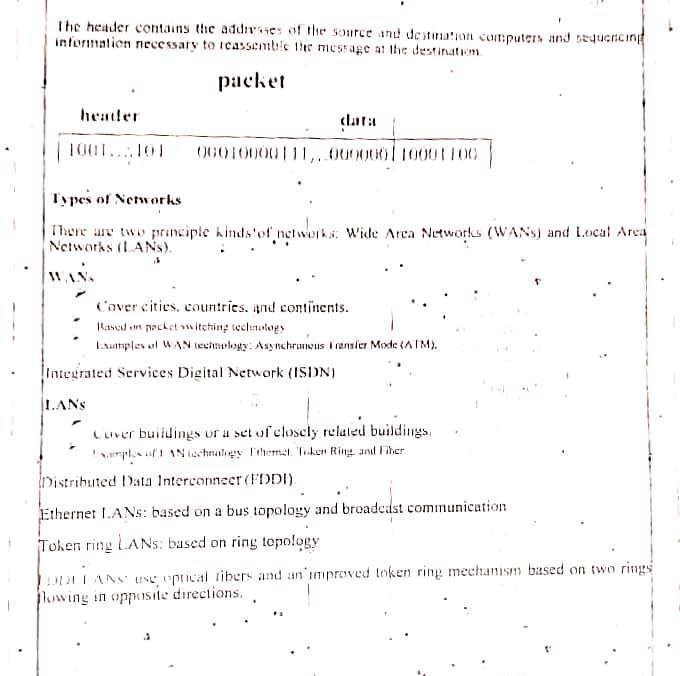 The header contains the addresses of the source and destination computers and sequencing
information necessary to reassemble the message at the destination.
packet
header data
1001...101 00010000111,..000000 10001100
Types of Networks
There are two principle kinds of networks: Wide Area Networks (WANs) and Local Area
Networks (LANs).
WANs
Cover cities, countries, and continents.
Based on packet switching technology
Examples of WAN technology: Asynchronous Transfer Mode (ATM),
Integrated Services Digital Network (ISDN)
LANs
Cover buildings or a set of closely related buildings.
Examples of LAN technology: Ethernet, Token Ring, and Fiber
Distributed Data Interconnect (FDDI).
Ethernet LANs: based on a bus topology and broadcast communication
Token ring LANs: based on ring topology
FDDI LANs: use optical fibers and an improved token ring mechanism based on two rings
flowing in opposite directions.